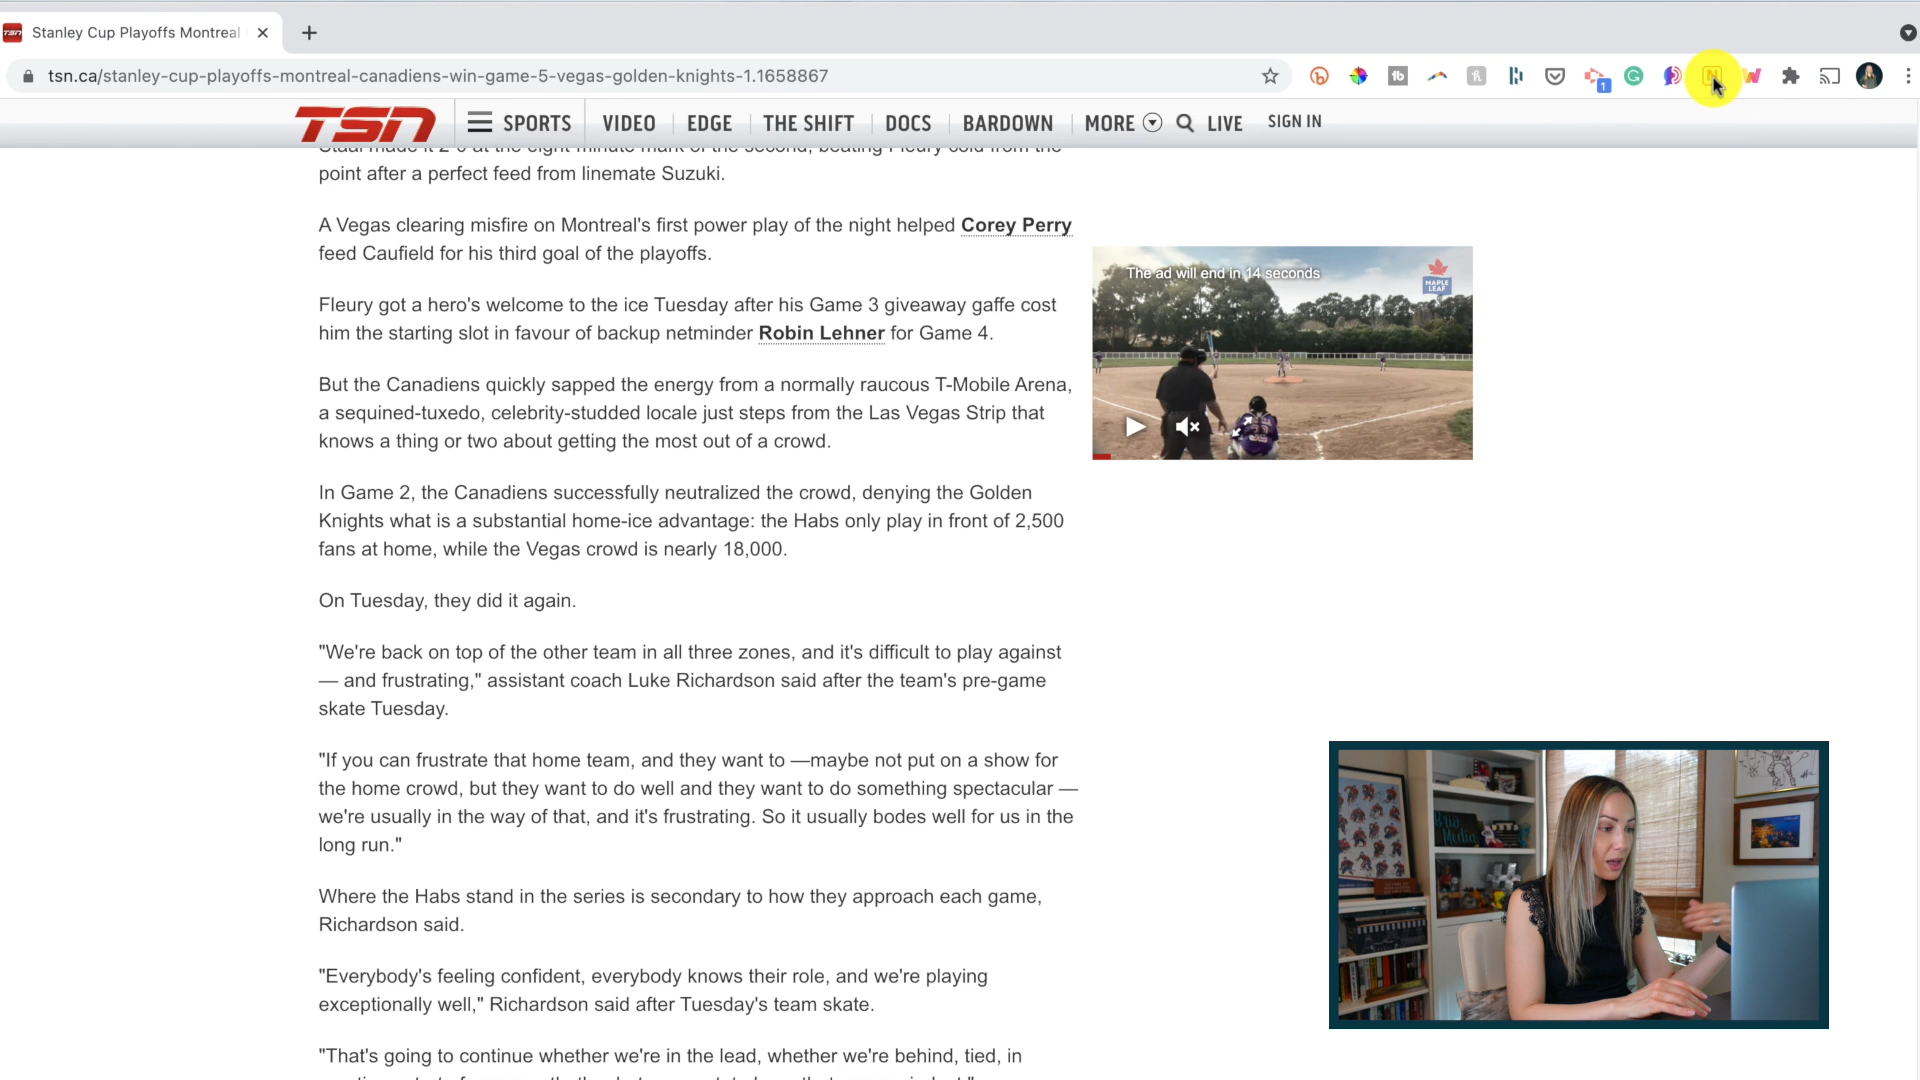 Stanley Cup Playoffs Montreal
tsn.ca/stanley-cup-playoffs-montreal-canadiens-win-game-5-vegas-golden-knights-1.1658867
1
TSN
SPORTS
VIDEO
EDGE
THE SHIFT
DOCS
BARDOWN
MORE
LIVE
SIGN IN
Staal made it 2-0 at the eight-minute mark of the second, beating Fleury cold from the
point after a perfect feed from linemate Suzuki.
A Vegas clearing misfire on Montreal's first power play of the night helped Corey Perry
feed Caufield for his third goal of the playoffs.
Fleury got a hero's welcome to the ice Tuesday after his Game 3 giveaway gaffe cost
him the starting slot in favour of backup netminder Robin Lehner for Game 4.
But the Canadiens quickly sapped the energy from a normally raucous T-Mobile Arena,
a sequined-tuxedo, celebrity-studded locale just steps from the Las Vegas Strip that
knows a thing or two about getting the most out of a crowd.
In Game 2, the Canadiens successfully neutralized the crowd, denying the Golden
Knights what is a substantial home-ice advantage: the Habs only play in front of 2,500
fans at home, while the Vegas crowd is nearly 18,000.
On Tuesday, they did it again.
"We're back on top of the other team in all three zones, and it's difficult to play against
— and frustrating," assistant coach Luke Richardson said after the team's pre-game
skate Tuesday.
"If you can frustrate that home team, and they want to —maybe not put on a show for
the home crowd, but they want to do well and they want to do something spectacular —
we're usually in the way of that, and it's frustrating. So it usually bodes well for us in the
long run."
Where the Habs stand in the series is secondary to how they approach each game,
Richardson said.
"Everybody's feeling confident, everybody knows their role, and we're playing
exceptionally well," Richardson said after Tuesday's team skate.
"That's going to continue whether we're in the lead, whether we're behind, tied, in
The ad will end in 14 seconds
MAPLE
LEAF